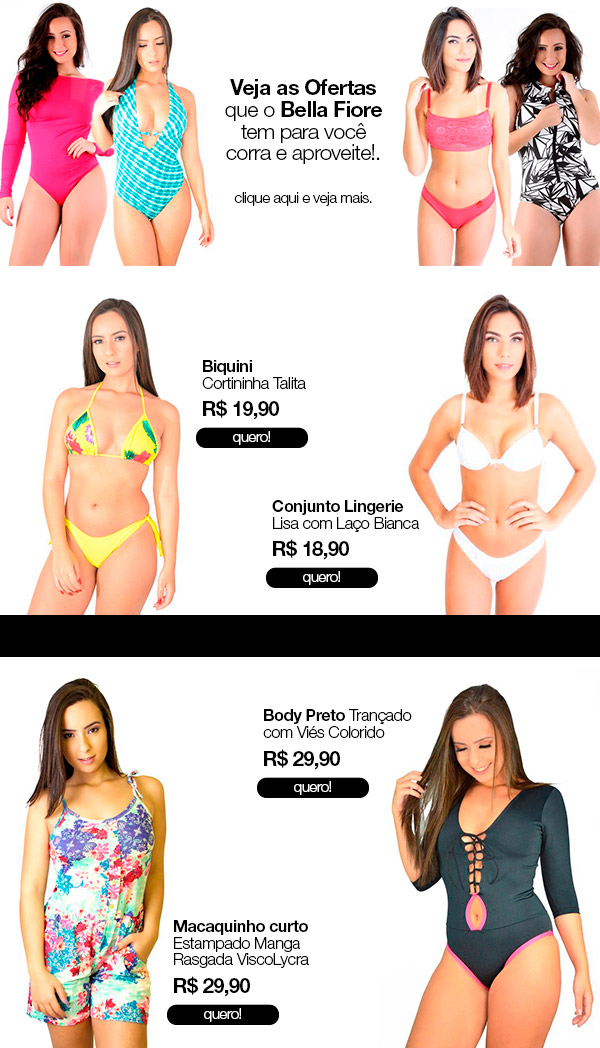 Veja as Ofertas
que o Bella Fiore
tem para você
corra e aproveite!.
clique aqui e veja mais.
Biquini
Cortininha Talita
R$ 19,90
quero!
Conjunto Lingerie
Lisa com Laço Bianca
R$ 18,90
quero!
Body Preto Trançado
com Viés Colorido
R$ 29,90
quero!
Macaquinho curto
Estampado Manga
Rasgada ViscoLycra
R$ 29,90
quero!